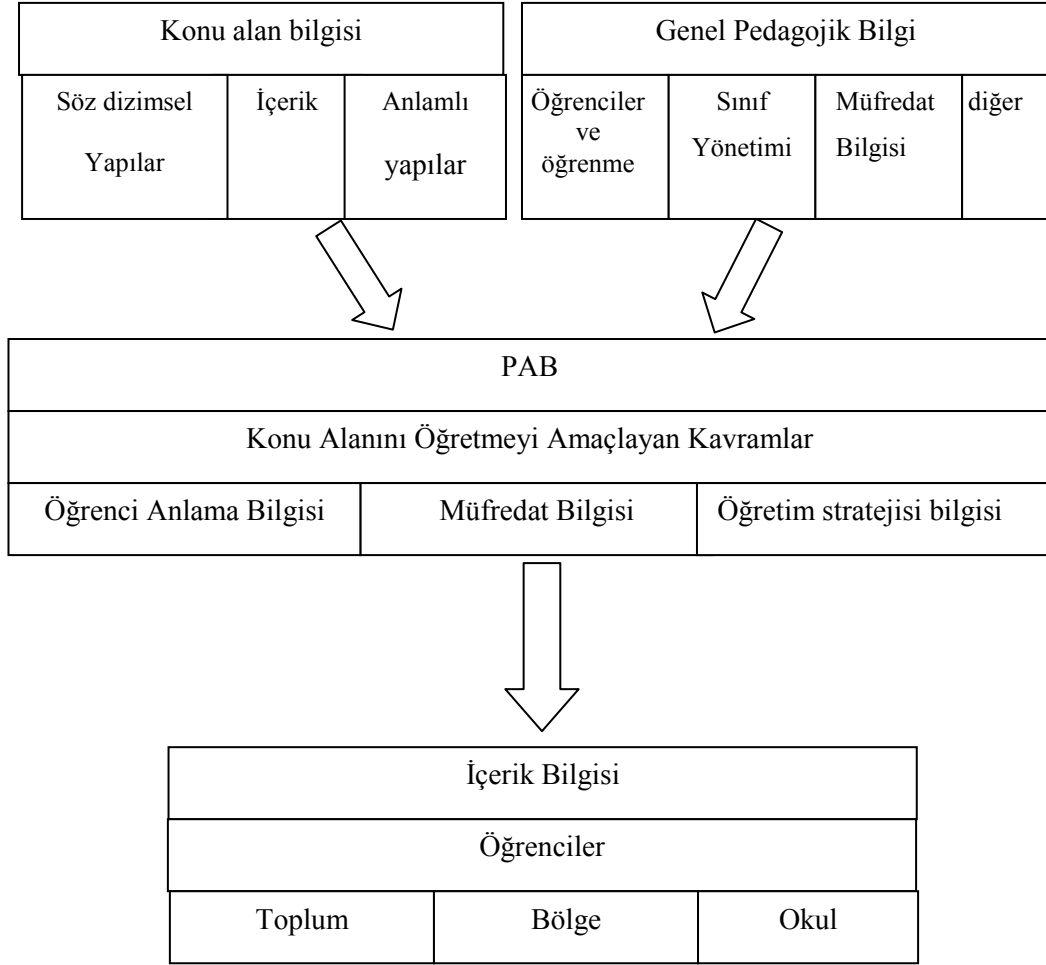 Konu alan bilgisi
Söz dizimsel
Yapılar
İçerik
Anlamlı
yapılar
Genel Pedagojik Bilgi
Öğrenciler
ve
öğrenme
Sınıf
Yönetimi
Müfredat
Bilgisi
diğer
PAB
Konu Alanını Öğretmeyi Amaçlayan Kavramlar
Öğrenci Anlama Bilgisi
Müfredat Bilgisi
Öğretim stratejisi bilgisi
İçerik Bilgisi
Öğrenciler
Toplum
Bölge
Okul